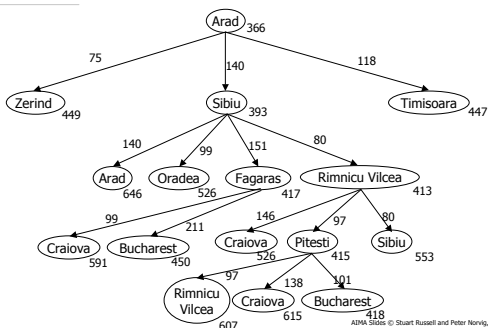 Arad
366
75
140
118
Zerind
449
Sibiu
393
Timisoara
447
140
99
151
80
Arad
646
Oradea
526
Fagaras
417
Rimnicu Vilcea
413
99
211
146
97
80
Craiova
591
Bucharest
450
Craiova
526
Pitesti
415
Sibiu
553
97
138
101
Rimnicu
Vilcea
607
Craiova
615
Bucharest
418
AIMA Slides © Stuart Russell and Peter Norvig,